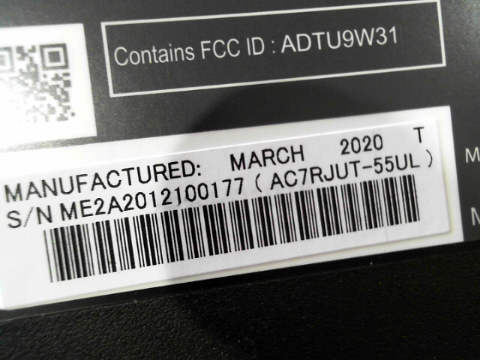 Contains FCC ID : ADTU9W31
MANUFACTURED: MARCH 2020 T
S/N ME2A2012100177 ( AC7RJUT-55UL )
M
M